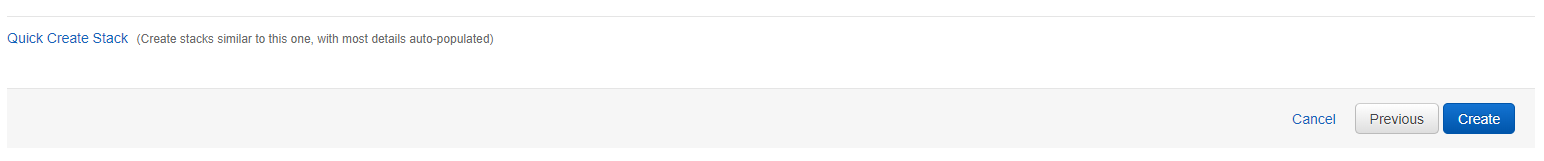 Quick Create Stack (Create stacks similar to this one, with most details auto-populated)
Cancel Previous Create